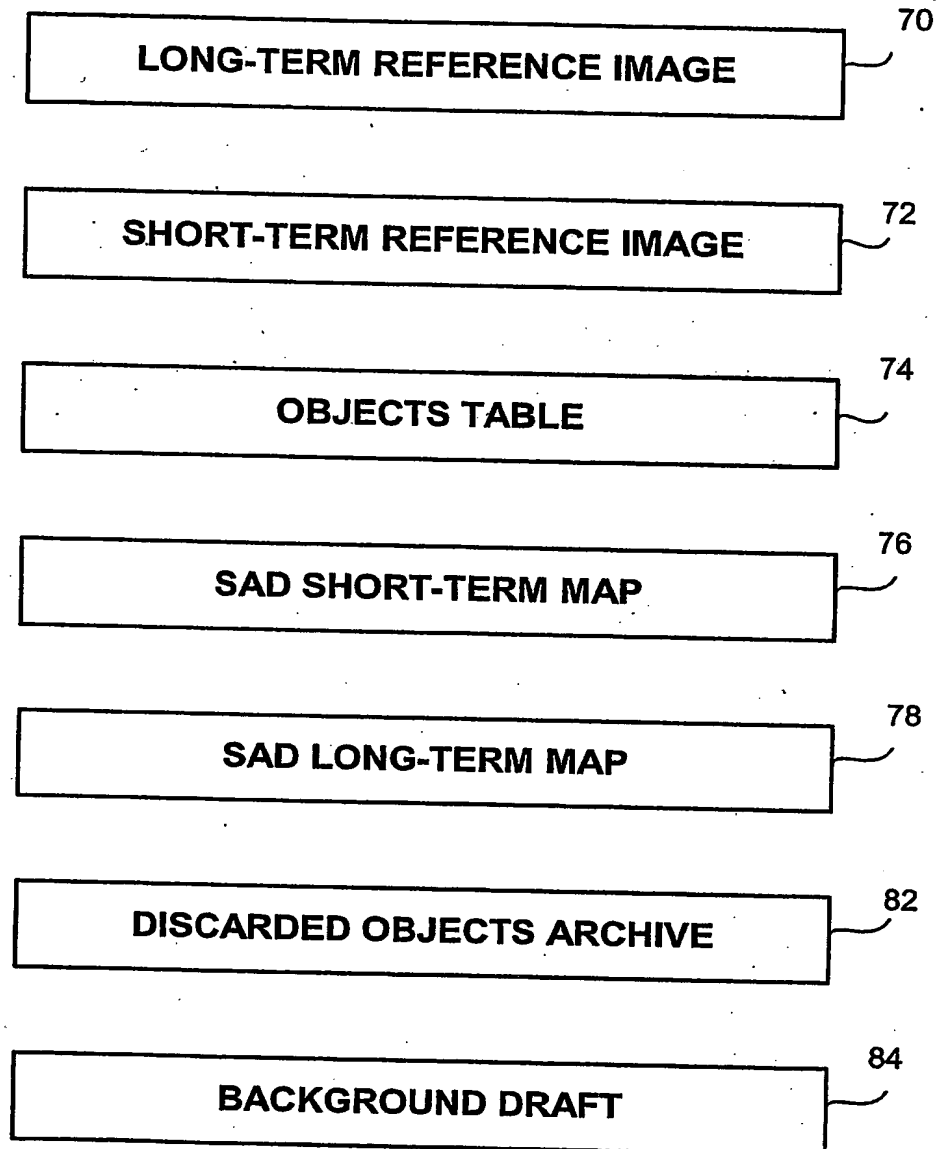 70
LONG-TERM REFERENCE IMAGE
72
SHORT-TERM REFERENCE IMAGE
74
OBJECTS TABLE
76
SAD SHORT-TERM MAP
78
SAD LONG-TERM MAP
82
DISCARDED OBJECTS ARCHIVE
84
BACKGROUND DRAFT